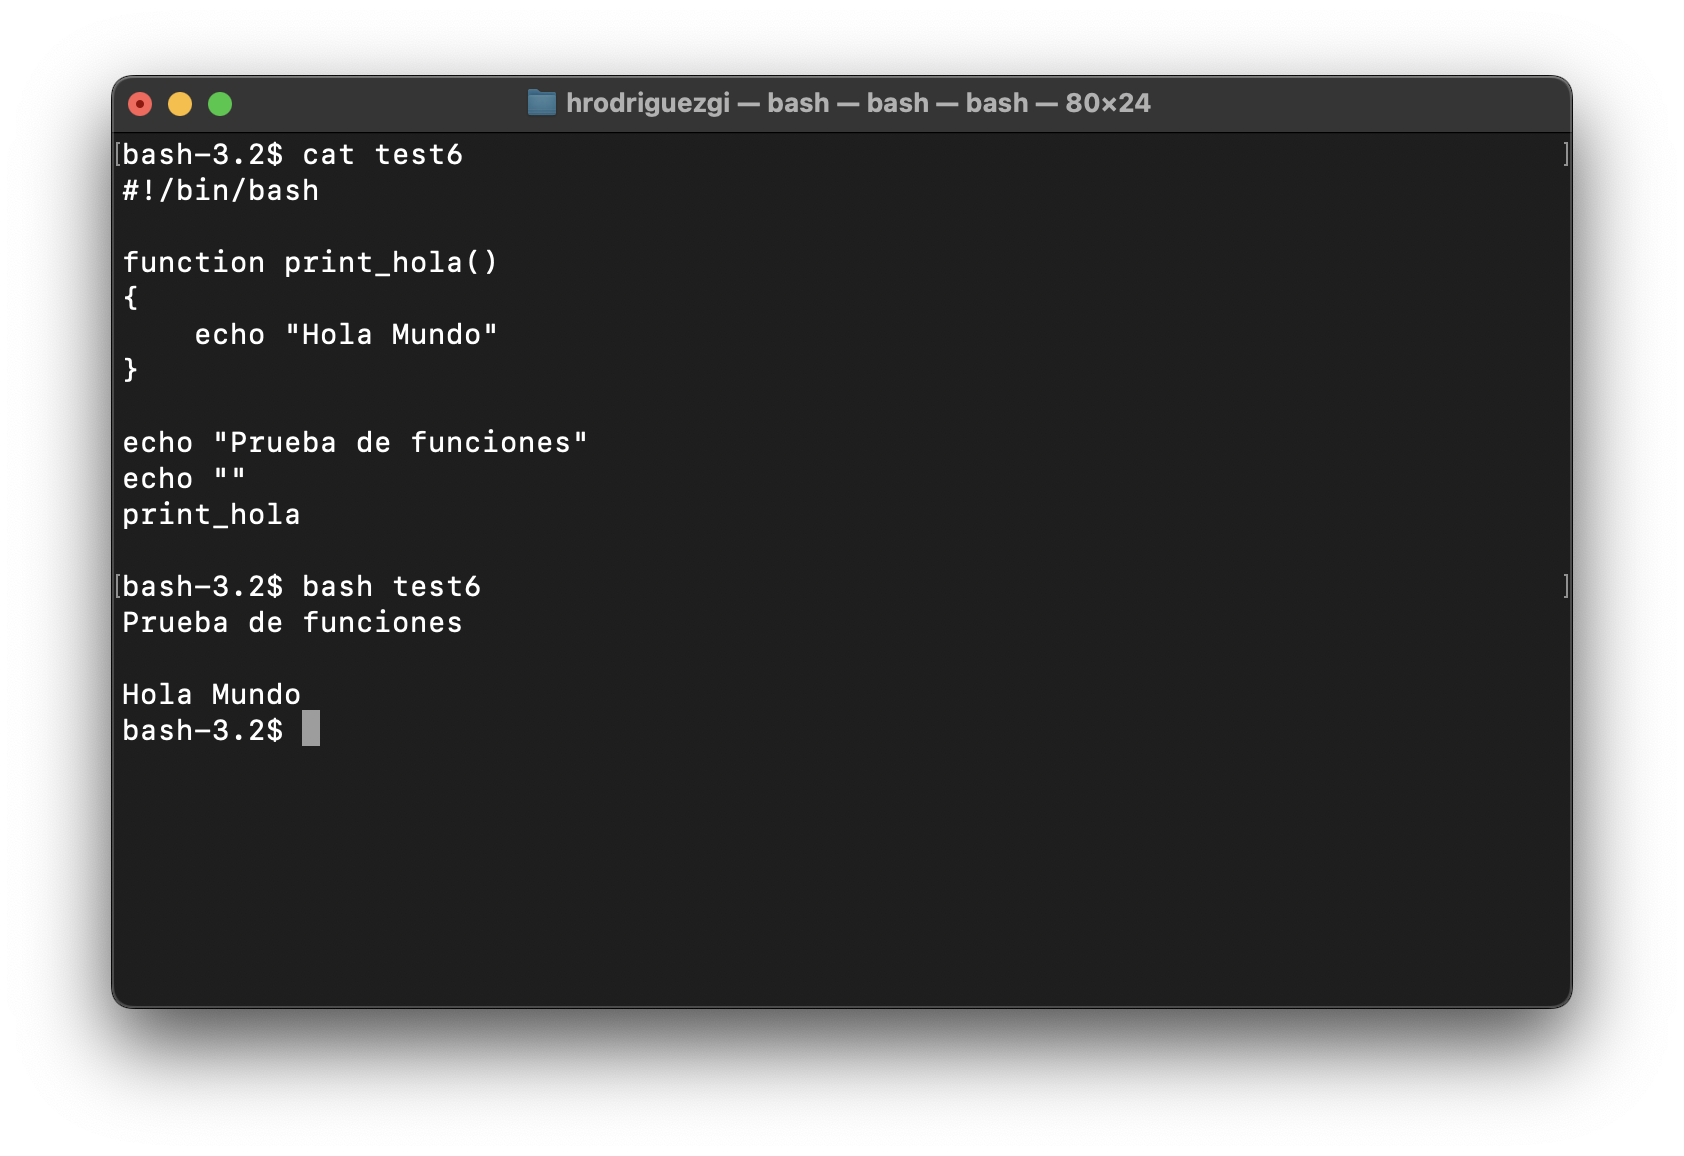 hrodriguezgi — bash — bash — bash — 80×24
[bash-3.2$ cat test6 ]
#!/bin/bash
function print_hola()
{
    echo "Hola Mundo"
}
echo "Prueba de funciones"
echo ""
print_hola
[bash-3.2$ bash test6 ]
Prueba de funciones
Hola Mundo
bash-3.2$